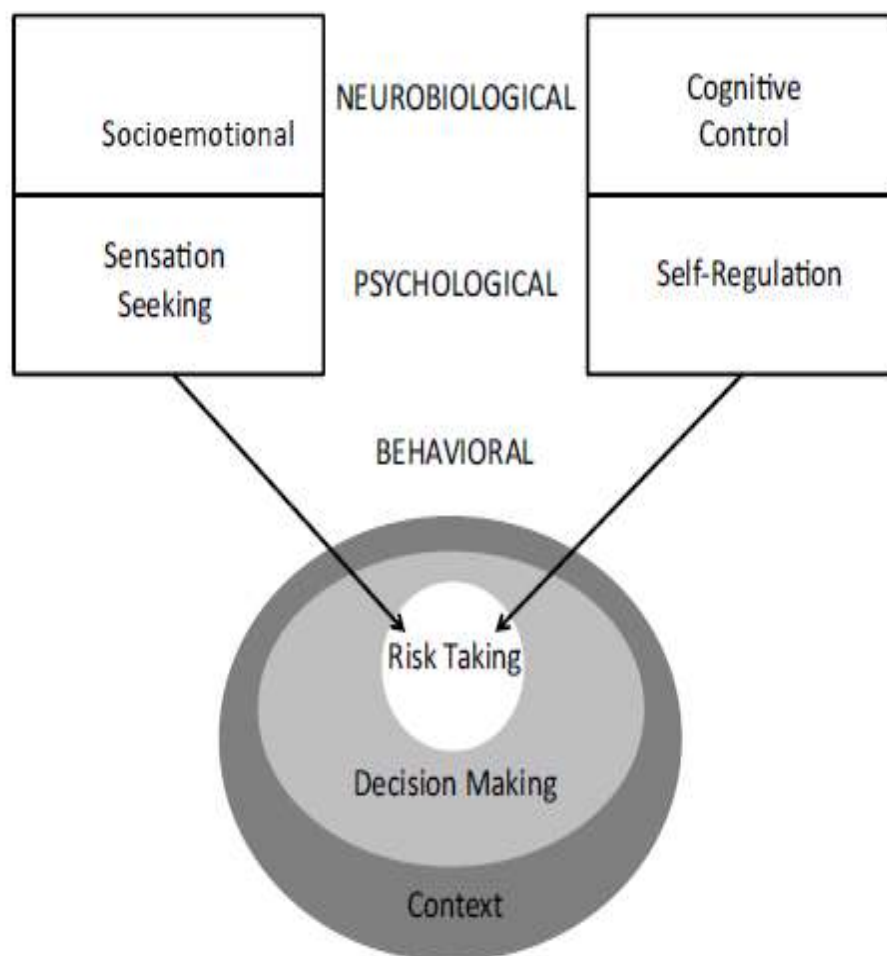 Socioemotional
NEUROBIOLOGICAL
Cognitive
Control
Sensation
Seeking
PSYCHOLOGICAL
Self-Regulation
BEHAVIORAL
Risk Taking
Decision Making
Context